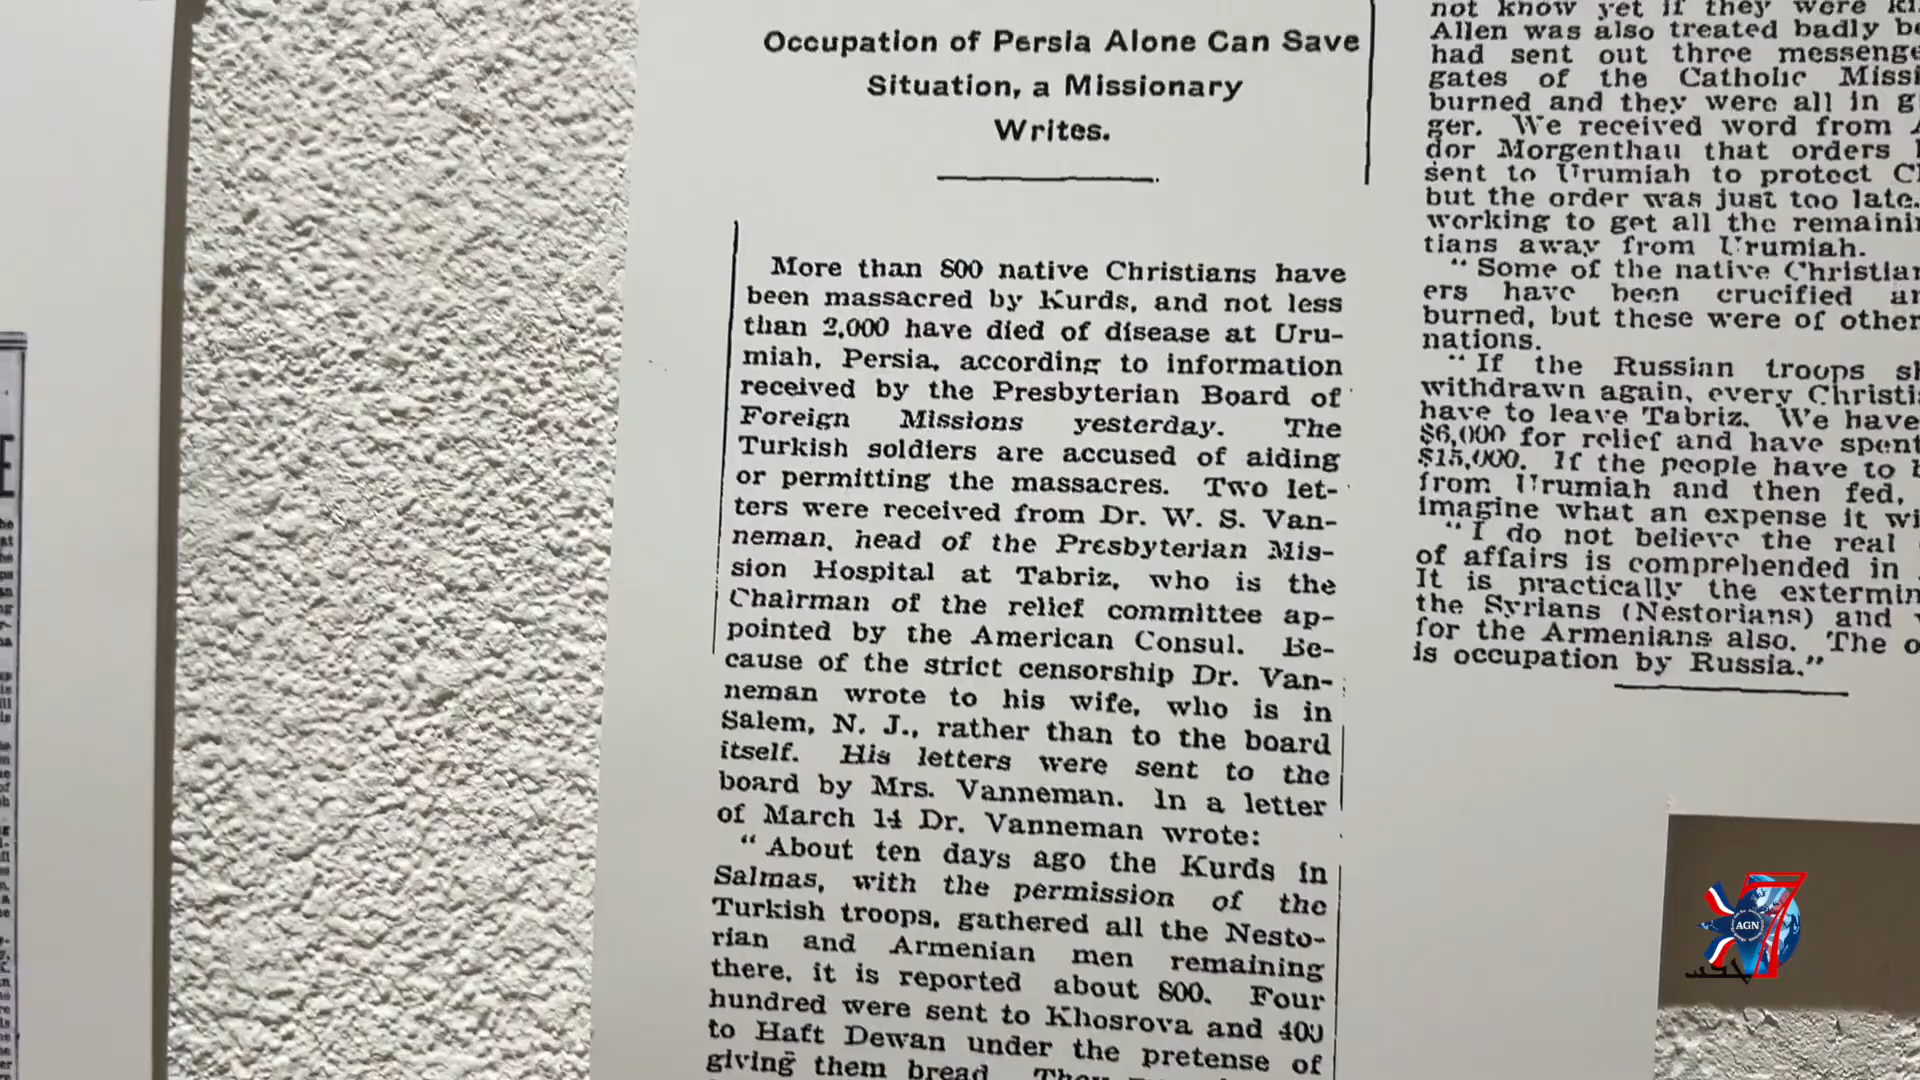 Occupation of Persia Alone Can Save
Situation, a Missionary
Writes.
More than 800 native Christians have
been massacred by Kurds, and not less
than 2,000 have died of disease at Uru-
miah, Persia, according to information
received by the Presbyterian Board of
Foreign Missions yesterday. The
Turkish soldiers are accused of aiding
or permitting the massacres. Two let-
ters were received from Dr. W. S. Van-
neman, head of the Presbyterian Mis-
sion Hospital at Tabriz, who is the
Chairman of the relief committee ap-
pointed by the American Consul. Be-
cause of the strict censorship Dr. Van-
neman wrote to his wife, who is in
Salem, N. J., rather than to the board
itself. His letters were sent to the
board by Mrs. Vanneman. In a letter
of March 14 Dr. Vanneman wrote:
"About ten days ago the Kurds in
Salmas, with the permission of the
Turkish troops, gathered all the Nesto-
rian and Armenian men remaining
there, it is reported about 800. Four
hundred were sent to Khosrova and 400
to Haft Dewan under the pretense of
giving them bread.
not know yet if they were
Allen was also treated badly
had sent out three
gates of the Catholic
burned and they were all in
ger. We received word from
dor Morgenthau that orders
sent to Urumiah to protect
but the order was just too late.
working to get all the
tians away from Urumiah.
"Some of the native
ers have been crucified
burned, but these were of other
nations.
"If the Russian troops
withdrawn again, every
have to leave Tabriz. We have
$6,000 for relief and have spent
$15,000. If the people have to
from Urumiah and then fed,
imagine what an expense it
"I do not believe the real
of affairs is comprehended in
It is practically the
the Syrians (Nestorians) and
for the Armenians also. The
is occupation by Russia."
AGN
7